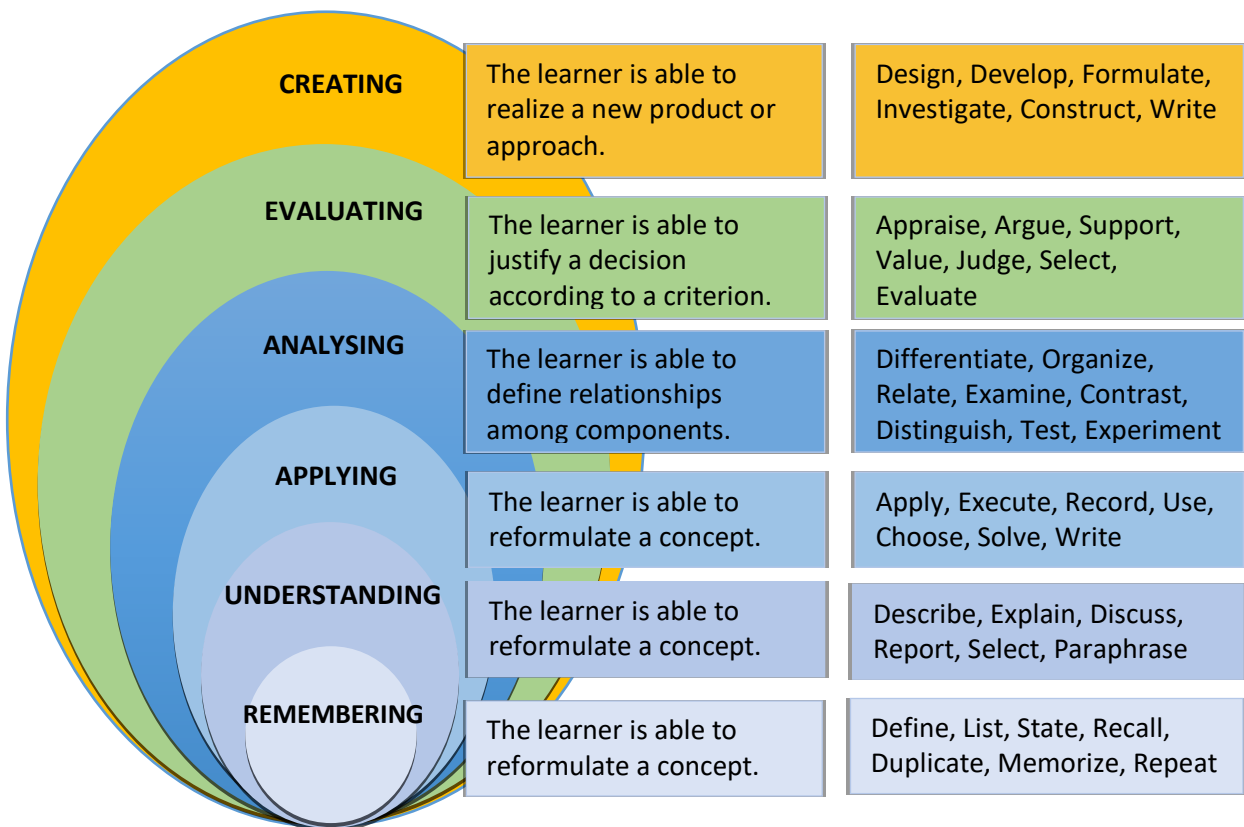 CREATING
The learner is able to
realize a new product or
approach.
Design, Develop, Formulate,
Investigate, Construct, Write
EVALUATING
The learner is able to
justify a decision
according to a criterion.
Appraise, Argue, Support,
Value, Judge, Select,
Evaluate
ANALYSING
The learner is able to
define relationships
among components.
Differentiate, Organize,
Relate, Examine, Contrast,
Distinguish, Test, Experiment
APPLYING
The learner is able to
reformulate a concept.
Apply, Execute, Record, Use,
Choose, Solve, Write
UNDERSTANDING
The learner is able to
reformulate a concept.
Describe, Explain, Discuss,
Report, Select, Paraphrase
REMEMBERING
The learner is able to
reformulate a concept.
Define, List, State, Recall,
Duplicate, Memorize, Repeat